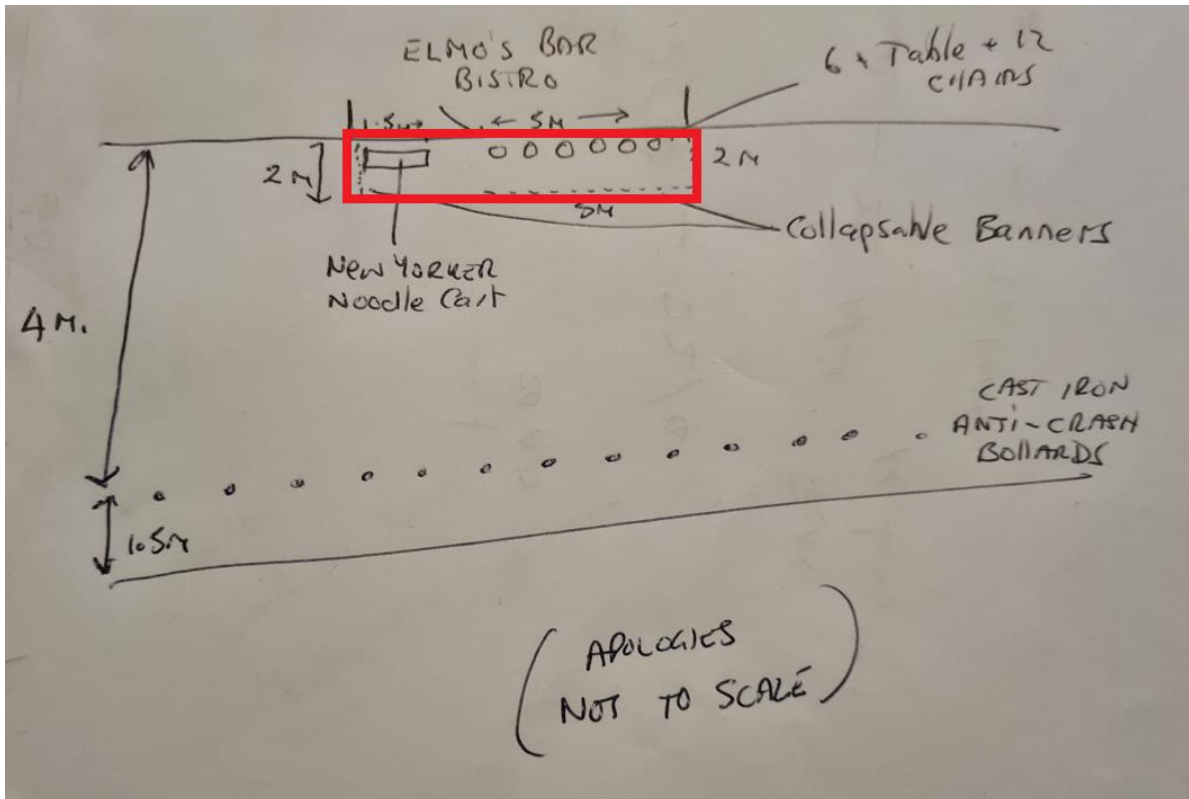 ELMO'S BAR
BISTRO
6 x Table + 12
CHAIRS
1.5M
5M
2M
2M
5M
Collapsable Banners
New Yorker
Noodle Cart
4M.
CAST IRON
ANTI-CRASH
BOLLARDS
1.5M
(APOLOGIES
NOT TO SCALE)